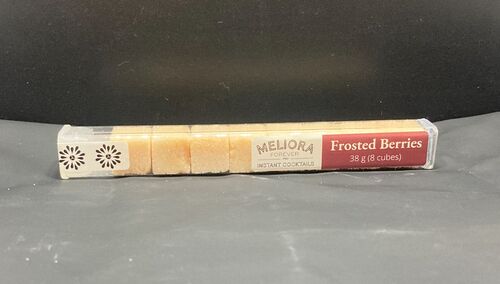 MELIORA
FOREVER
INSTANT COCKTAILS
Frosted Berries
38 g (8 cubes)